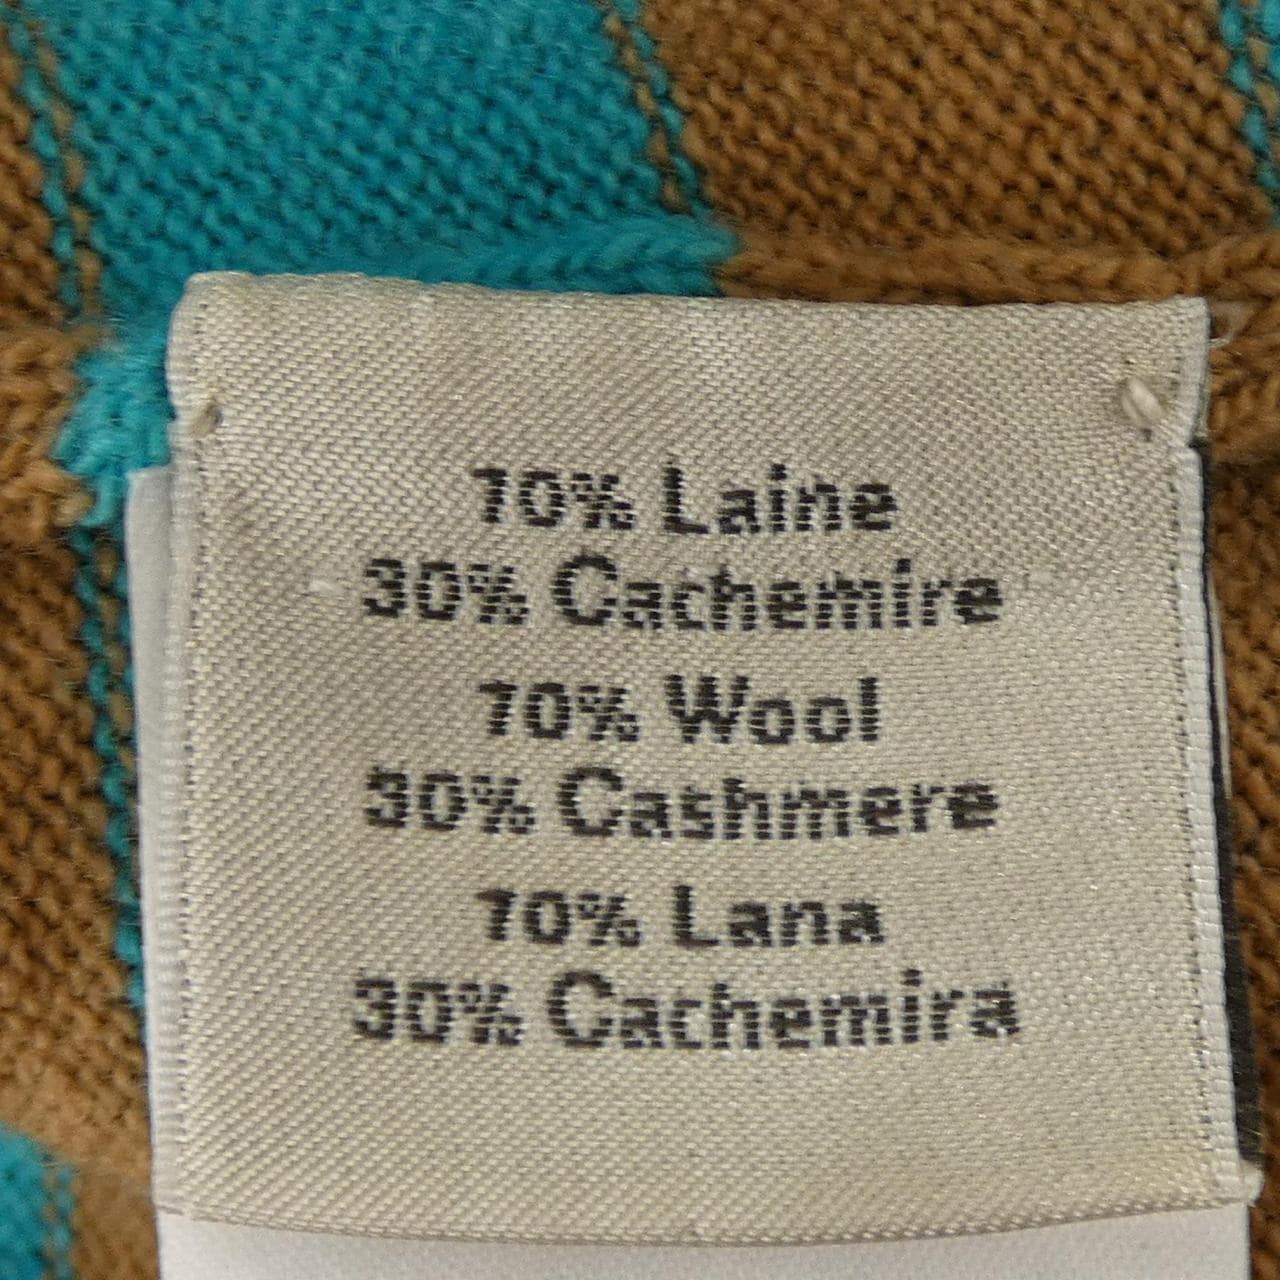 70% Laine
30% Cachemire
70% Wool
30% Cashmere
70% Lana
30% Cachemira